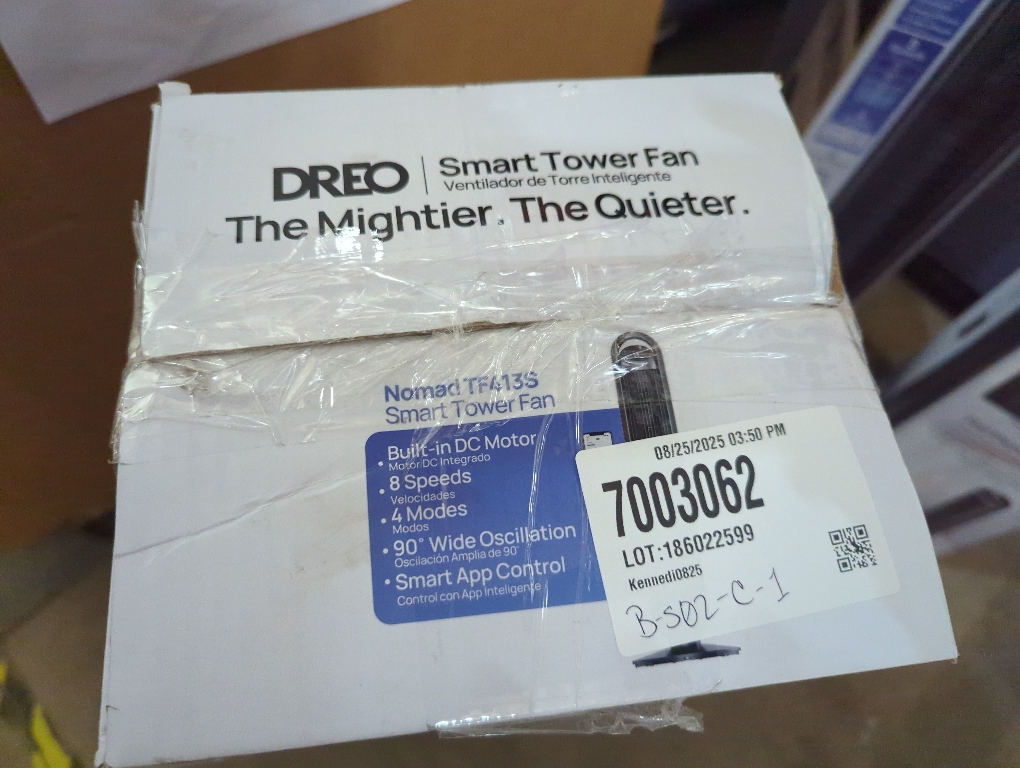 DREO
Smart Tower Fan
Ventilador de Torre Inteligente
The Mightier. The Quieter.
Nomad TF413S
Smart Tower Fan
• Built-in DC Motor
Motor DC Integrado
• 8 Speeds
Velocidades
• 4 Modes
Modos
• 90° Wide Oscillation
Oscilación Amplia de 90°
• Smart App Control
Control con App Inteligente
08/25/2025 03:50 PM
7003062
LOT:186022599
Kennedi0825
B-S02-C-1